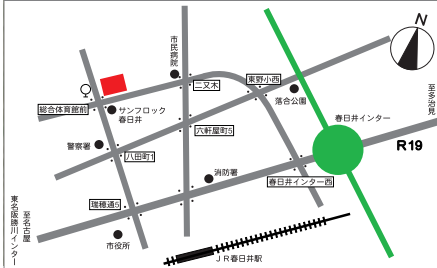 N
市民病院
二又木
東野小西
落合公園
至多治見
総合体育館前
サンフロック
春日井
春日井インター
R19
六軒屋町5
警察署
八田町1
消防署
春日井インター西
瑞穂通5
至名古屋
東名阪勝川インター
市役所
JR春日井駅